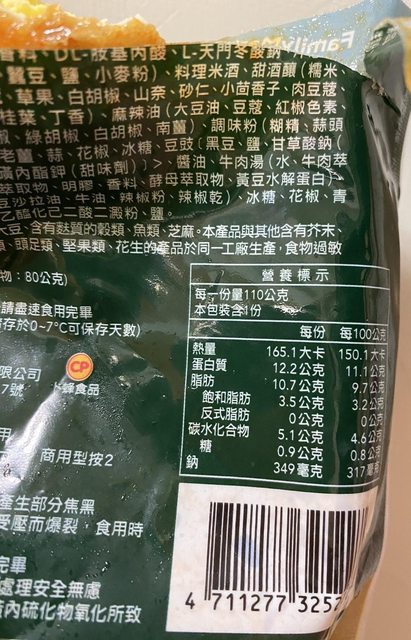 Family
香料、DL-胺基丙酸、L-天門冬酸鈉
蠶豆、鹽、小麥粉)、料理米酒、甜酒釀(糯米
、草果、白胡椒、山奈、砂仁、小茴香子、肉豆蔻
桂葉、丁香)、麻辣油(大豆油、豆蔻、紅椒色素、
椒、綠胡椒、白胡椒、南薑)、調味粉(糊精、蒜頭
老薑、蒜、花椒、冰糖、豆豉〔黑豆、鹽、甘草酸鈉(
磺內酯鉀(甜味劑))>、醬油、牛肉湯(水、牛肉萃
萃取物、明膠、香料、酵母萃取物、黃豆水解蛋白)、
豆沙拉油、牛油、辣椒粉、辣椒乾)、冰糖、花椒、青
乙醯化己二酸二澱粉、鹽。
大豆、含有麩質的穀類、魚類、芝麻。本產品與其他含有芥末、
、頭足類、堅果類、花生的產品於同一工廠生產,食物過敏
物:80公克)
請盡速食用完畢
存於0~7℃可保存天數)
營養標示
每一份量110公克
本包裝含1份
每份 每100公克
熱量 165.1大卡 150.1大卡
蛋白質 12.2公克 11.1公克
脂肪 10.7公克 9.7公克
飽和脂肪 3.5公克 3.2公克
反式脂肪 0公克 0公克
碳水化合物 5.1公克 4.6公克
糖 0.9公克 0.8公克
鈉 349毫克 317毫克
限公司
7號
CP
卜蜂食品
用
商用型按2
產生部分焦黑
受壓而爆裂,食用時
完畢
處理安全無慮
內硫化物氧化所致
4 711277 3257